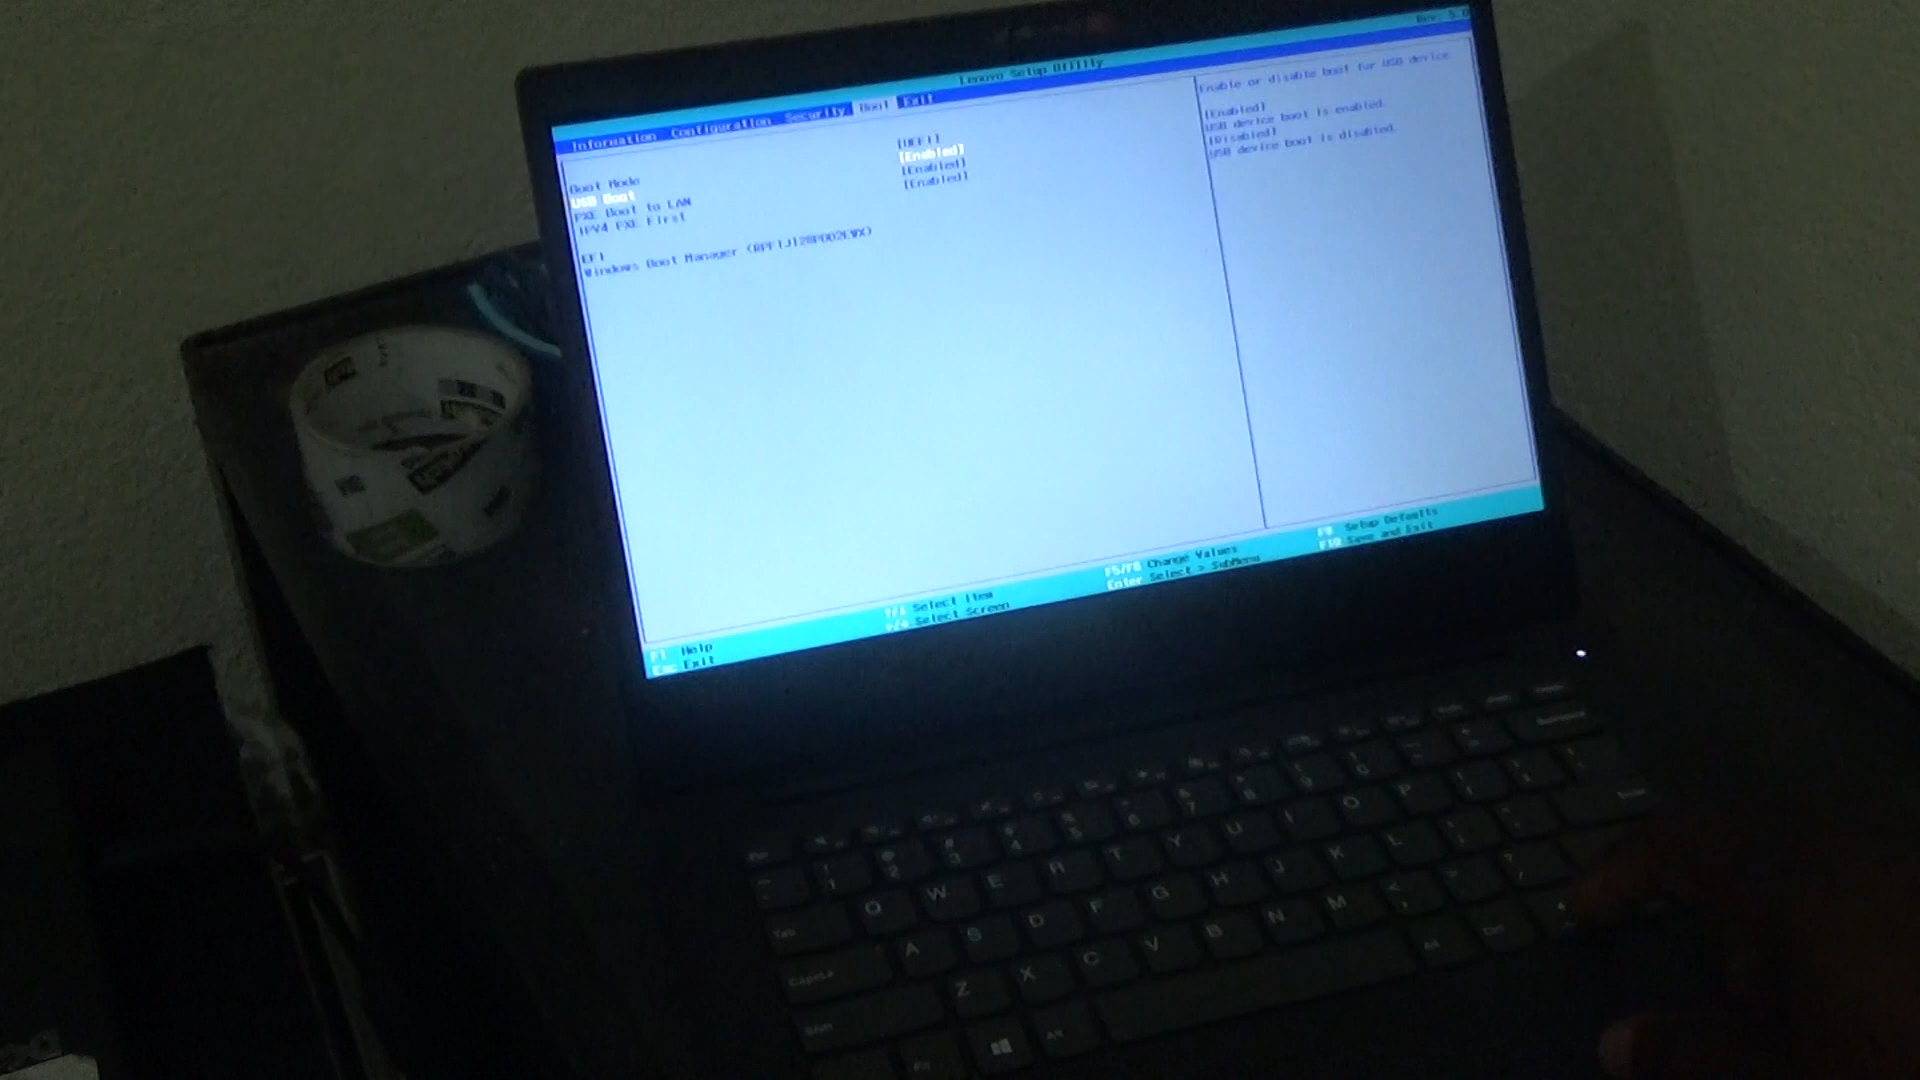 Lenovo Setup Utility
Information Configuration Security Boot Exit
Boot Mode [UEFI]
USB Boot [Enabled]
PXE Boot to LAN [Enabled]
IPV4 PXE First [Enabled]
EFI
Windows Boot Manager
Enable or disable boot for USB device
[Enabled]
USB device boot is enabled.
[Disabled]
USB device boot is disabled.
F1 Help
Esc Exit
Select Item
Select Screen
F5/F6 Change Values
Enter Select > SubMenu
F9 Setup Defaults
F10 Save and Exit
Q W E R T Y U I O P
A S D F G H J K L
Z X C V B N M